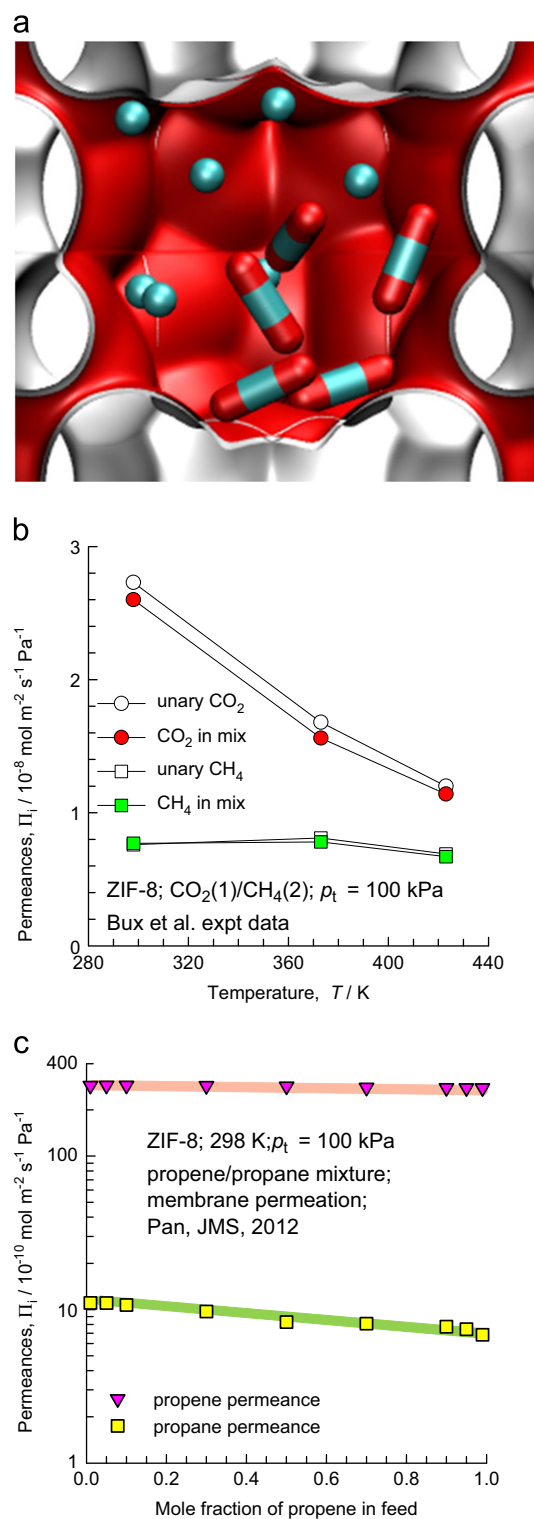 a
b
Permeances, Πi / 10-8 mol m-2 s-1 Pa-1
3
2
1
0
unary CO2
CO2 in mix
unary CH4
CH4 in mix
ZIF-8; CO2(1)/CH4(2); pt = 100 kPa
Bux et al. expt data
280 320 360 400 440
Temperature, T / K
c
Permeances, Πi / 10-10 mol m-2 s-1 Pa-1
400
100
10
1
ZIF-8; 298 K;pt = 100 kPa
propene/propane mixture;
membrane permeation;
Pan, JMS, 2012
propene permeance
propane permeance
0.0 0.2 0.4 0.6 0.8 1.0
Mole fraction of propene in feed